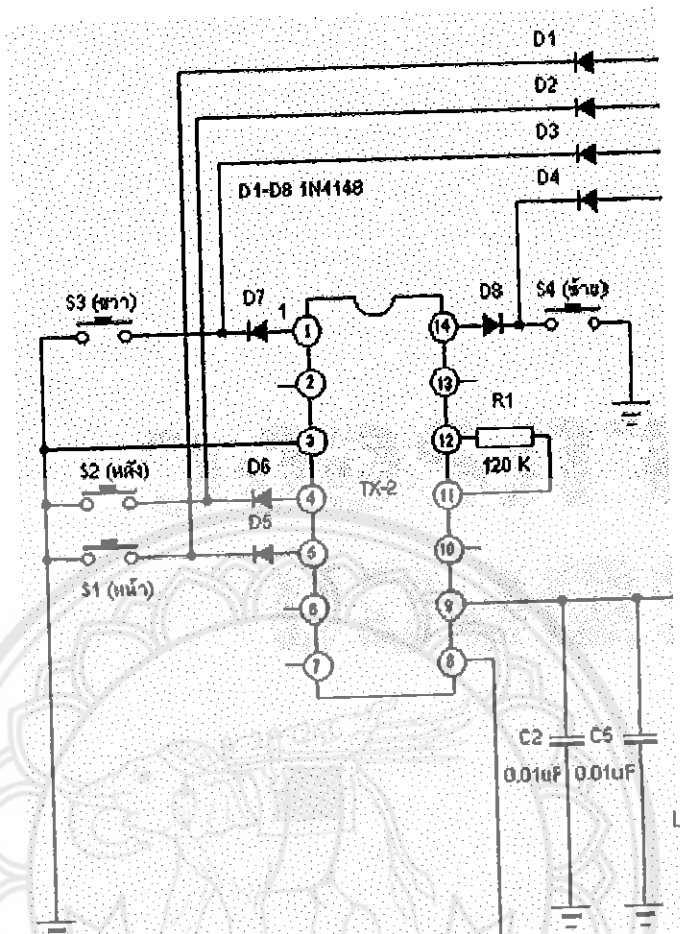 D1
D2
D3
D4
D1-D8 1N4148
S3 (ขวา)
D7
1
D8
S4 (ซ้าย)
1
14
2
13
R1
3
12
120 K
S2 (หลัง)
D6
TX-2
4
11
D5
5
10
S1 (หน้า)
6
9
7
8
C2
C5
0.01uF
0.01uF
L